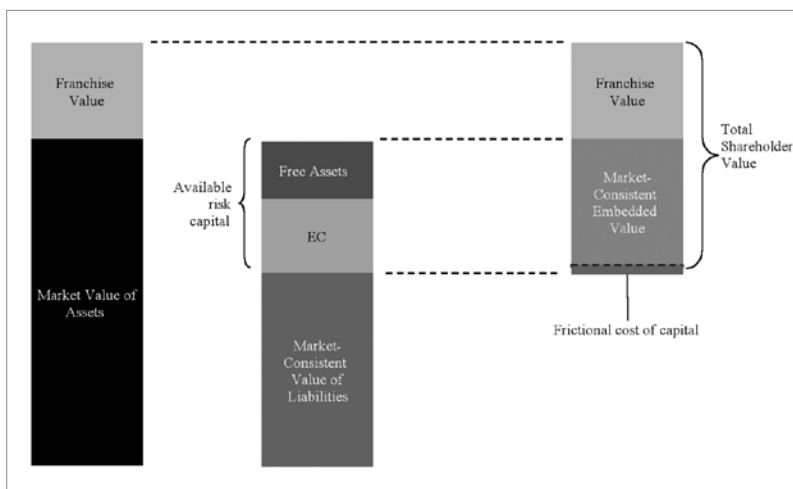 Franchise
Value
Market Value of
Assets
Available
risk
capital
Free Assets
EC
Market-
Consistent
Value of
Liabilities
Franchise
Value
Market-
Consistent
Embedded
Value
Total
Shareholder
Value
Frictional cost of capital